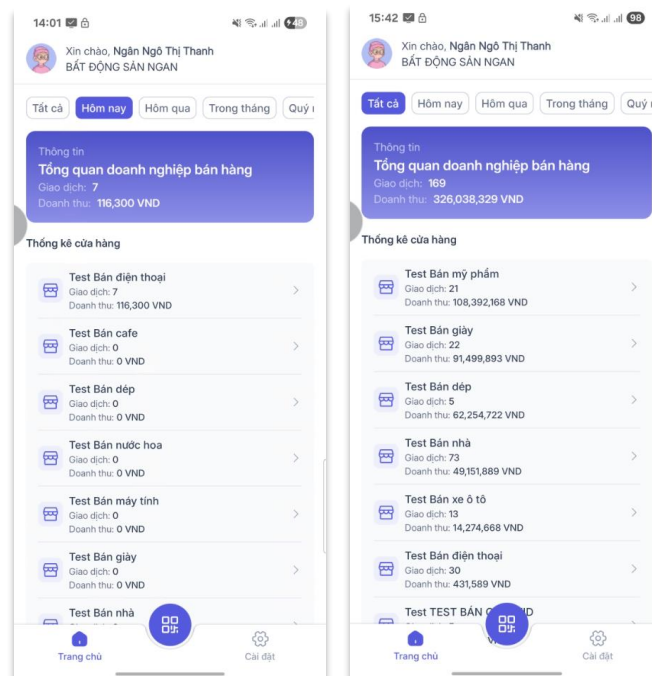 14:01
48
Xin chào, Ngân Ngô Thị Thanh
BẤT ĐỘNG SẢN NGAN
Tất cả
Hôm nay
Hôm qua
Trong tháng
Quý
Thông tin
Tổng quan doanh nghiệp bán hàng
Giao dịch: 7
Doanh thu: 116,300 VND
Thống kê cửa hàng
Test Bán điện thoại
Giao dịch: 7
Doanh thu: 116,300 VND
Test Bán cafe
Giao dịch: 0
Doanh thu: 0 VND
Test Bán dép
Giao dịch: 0
Doanh thu: 0 VND
Test Bán nước hoa
Giao dịch: 0
Doanh thu: 0 VND
Test Bán máy tính
Giao dịch: 0
Doanh thu: 0 VND
Test Bán giày
Giao dịch: 0
Doanh thu: 0 VND
Test Bán nhà
Trang chủ
Cài đặt
15:42
98
Xin chào, Ngân Ngô Thị Thanh
BẤT ĐỘNG SẢN NGAN
Tất cả
Hôm nay
Hôm qua
Trong tháng
Quý
Thông tin
Tổng quan doanh nghiệp bán hàng
Giao dịch: 169
Doanh thu: 326,038,329 VND
Thống kê cửa hàng
Test Bán mỹ phẩm
Giao dịch: 21
Doanh thu: 108,392,168 VND
Test Bán giày
Giao dịch: 22
Doanh thu: 91,499,893 VND
Test Bán dép
Giao dịch: 5
Doanh thu: 62,254,722 VND
Test Bán nhà
Giao dịch: 73
Doanh thu: 49,151,889 VND
Test Bán xe ô tô
Giao dịch: 13
Doanh thu: 14,274,668 VND
Test Bán điện thoại
Giao dịch: 30
Doanh thu: 431,589 VND
Test TEST BÁN
Trang chủ
Cài đặt